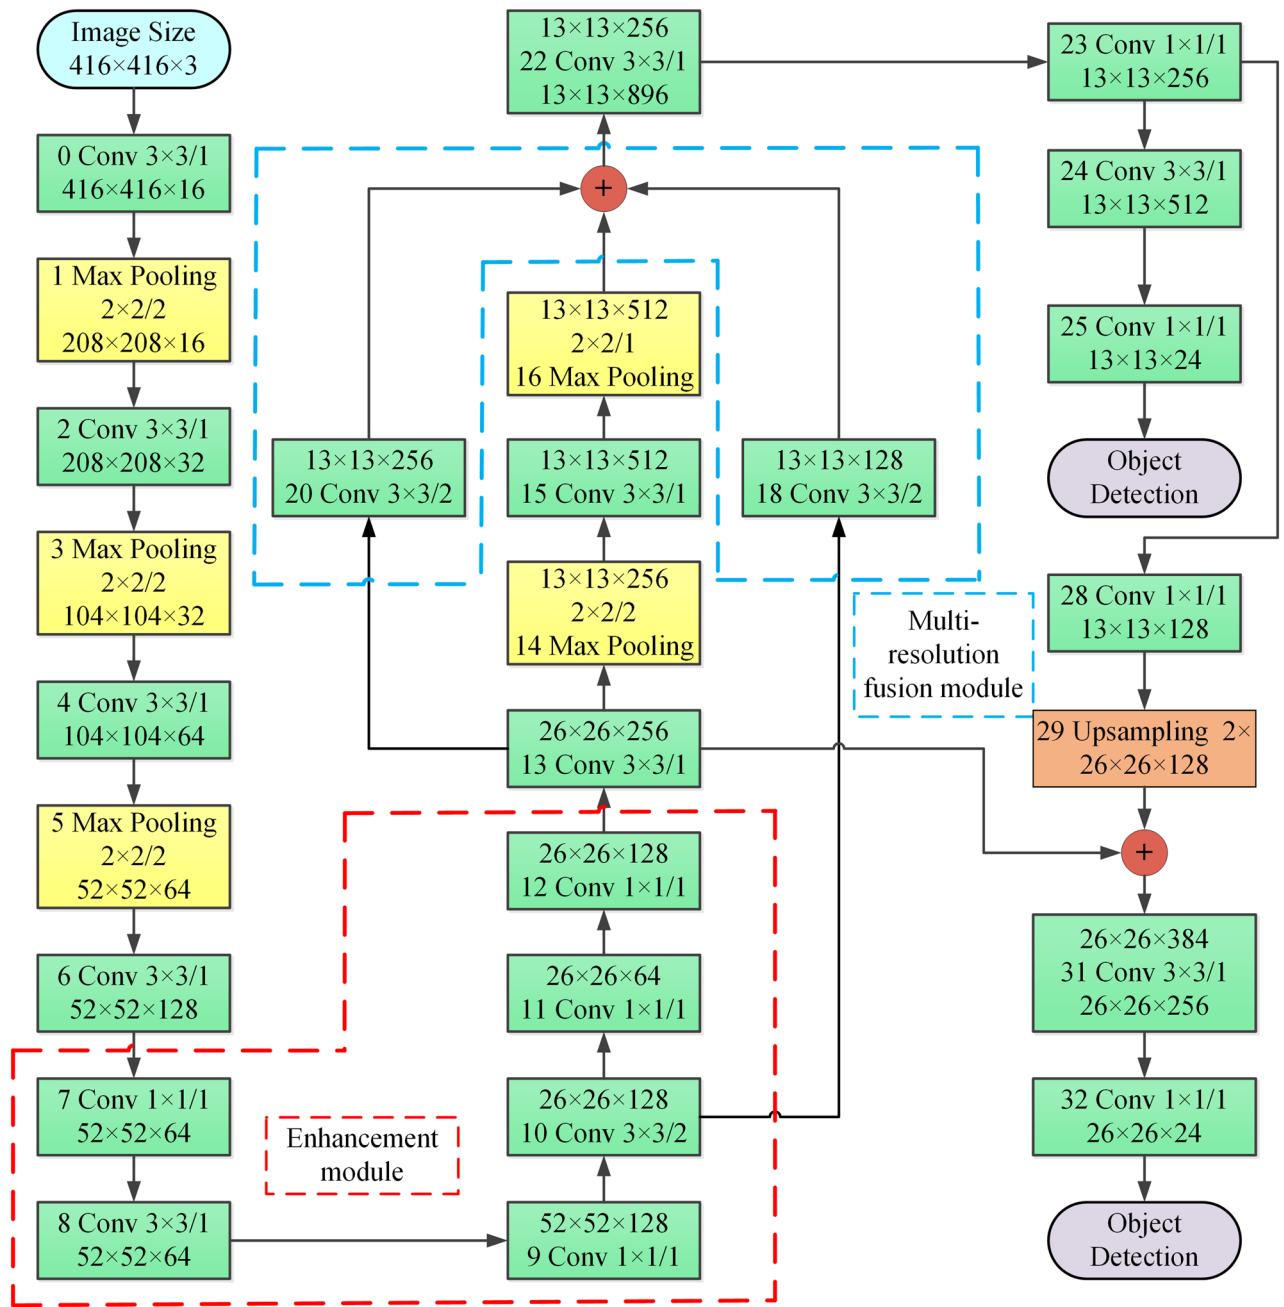 Image Size
416×416×3
0 Conv 3×3/1
416×416×16
1 Max Pooling
2×2/2
208×208×16
2 Conv 3×3/1
208×208×32
3 Max Pooling
2×2/2
104×104×32
4 Conv 3×3/1
104×104×64
5 Max Pooling
2×2/2
52×52×64
6 Conv 3×3/1
52×52×128
7 Conv 1×1/1
52×52×64
8 Conv 3×3/1
52×52×64
Enhancement
module
13×13×256
22 Conv 3×3/1
13×13×896
+
13×13×512
2×2/1
16 Max Pooling
13×13×256
20 Conv 3×3/2
13×13×512
15 Conv 3×3/1
13×13×128
18 Conv 3×3/2
13×13×256
2×2/2
14 Max Pooling
Multi-
resolution
fusion module
26×26×256
13 Conv 3×3/1
26×26×128
12 Conv 1×1/1
26×26×64
11 Conv 1×1/1
26×26×128
10 Conv 3×3/2
52×52×128
9 Conv 1×1/1
23 Conv 1×1/1
13×13×256
24 Conv 3×3/1
13×13×512
25 Conv 1×1/1
13×13×24
Object
Detection
28 Conv 1×1/1
13×13×128
29 Upsampling 2×
26×26×128
+
26×26×384
31 Conv 3×3/1
26×26×256
32 Conv 1×1/1
26×26×24
Object
Detection